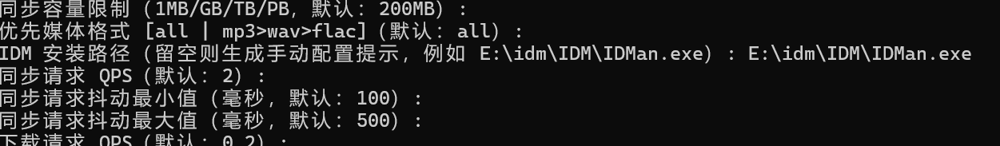 同步容量限制（1MB/GB/TB/PB，默认：200MB）:
优先媒体格式 [all | mp3>wav>flac]（默认：all）:
IDM 安装路径（留空则生成手动配置提示，例如 E:\idm\IDM\IDMan.exe）: E:\idm\IDM\IDMan.exe
同步请求 QPS（默认：2）:
同步请求抖动最小值（毫秒，默认：100）:
同步请求抖动最大值（毫秒，默认：500）:
下载请求 QPS（默认：0.2）: